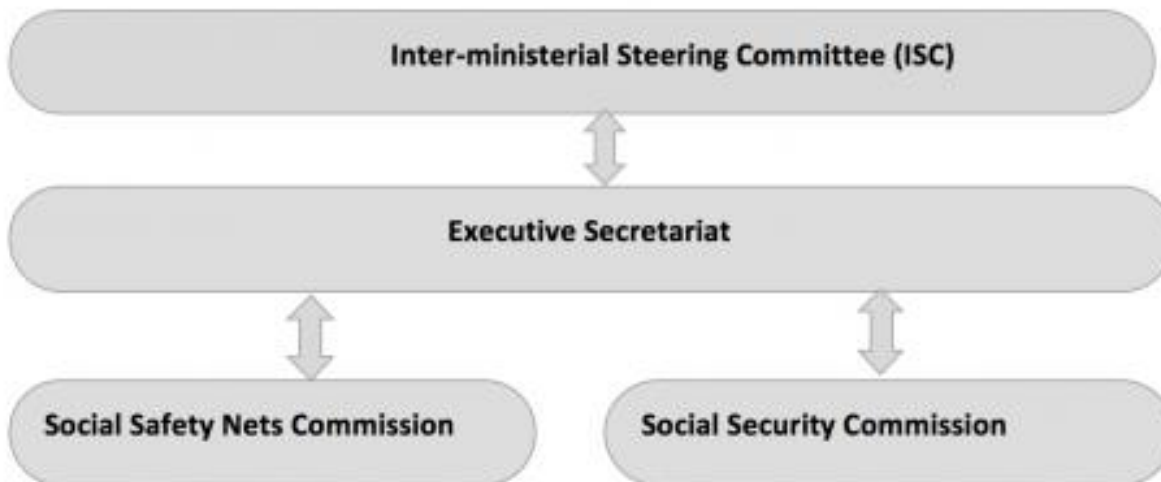 Inter-ministerial Steering Committee (ISC)
Executive Secretariat
Social Safety Nets Commission
Social Security Commission